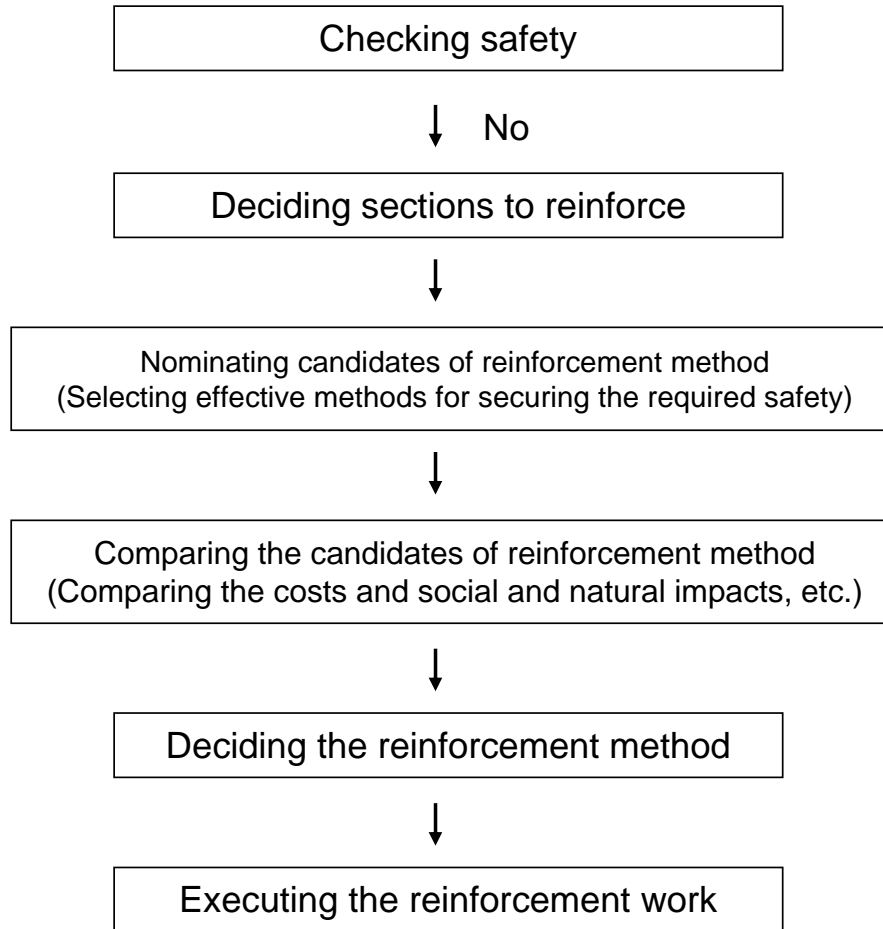 Checking safety
No
Deciding sections to reinforce
Nominating candidates of reinforcement method
(Selecting effective methods for securing the required safety)
Comparing the candidates of reinforcement method
(Comparing the costs and social and natural impacts, etc.)
Deciding the reinforcement method
Executing the reinforcement work